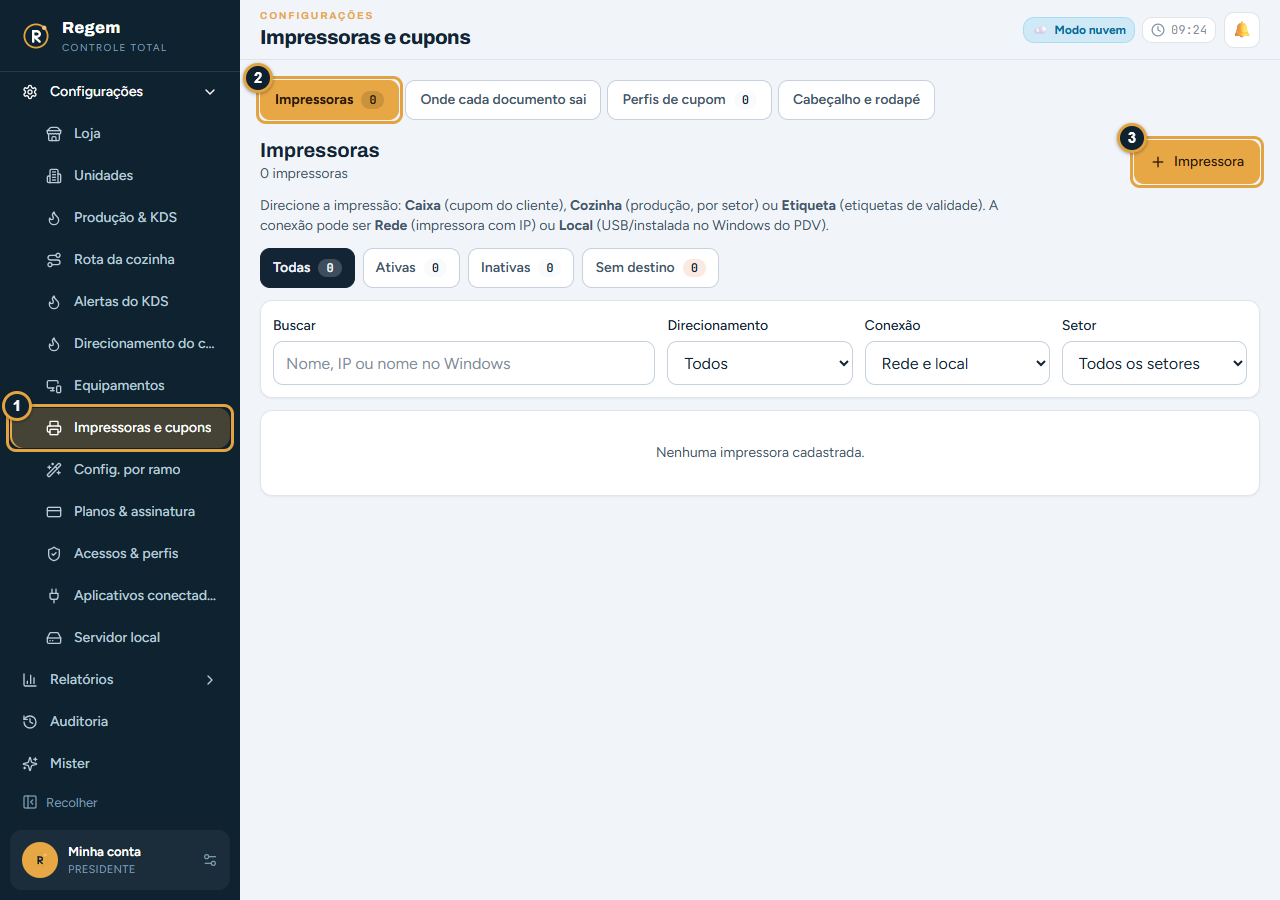 Regem
CONTROLE TOTAL
Configurações
Loja
Unidades
Produção & KDS
Rota da cozinha
Alertas do KDS
Direcionamento do c...
Equipamentos
1
Impressoras e cupons
Config. por ramo
Planos & assinatura
Acessos & perfis
Aplicativos conectad...
Servidor local
Relatórios
Auditoria
Mister
Recolher
R
Minha conta
PRESIDENTE
CONFIGURAÇÕES
Impressoras e cupons
Modo nuvem
09:24
2
Impressoras 0
Onde cada documento sai
Perfis de cupom 0
Cabeçalho e rodapé
Impressoras
0 impressoras
3
+ Impressora
Direcione a impressão: Caixa (cupom do cliente), Cozinha (produção, por setor) ou Etiqueta (etiquetas de validade). A
conexão pode ser Rede (impressora com IP) ou Local (USB/instalada no Windows do PDV).
Todas 0
Ativas 0
Inativas 0
Sem destino 0
Buscar
Nome, IP ou nome no Windows
Direcionamento
Todos
Conexão
Rede e local
Setor
Todos os setores
Nenhuma impressora cadastrada.